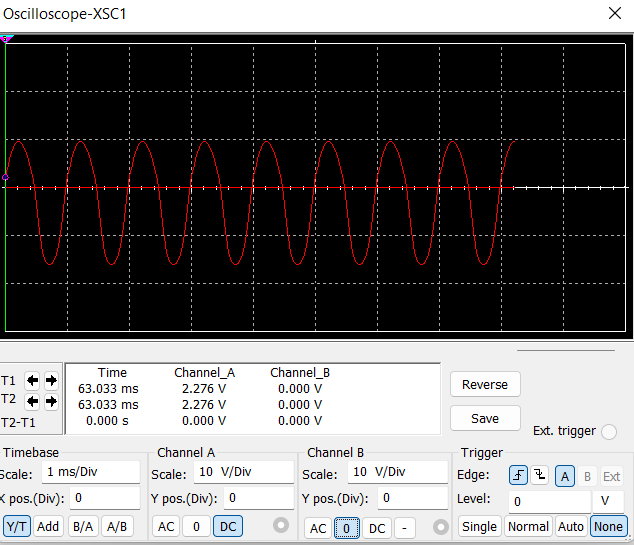 Oscilloscope-XSC1
Time Channel_A Channel_B
T1 63.033 ms 2.276 V 0.000 V
T2 63.033 ms 2.276 V 0.000 V
T2-T1 0.000 s 0.000 V 0.000 V
Reverse
Save
Ext. trigger
Timebase
Scale: 1 ms/Div
X pos.(Div): 0
Y/T Add B/A A/B
Channel A
Scale: 10 V/Div
Y pos.(Div): 0
AC 0 DC
Channel B
Scale: 10 V/Div
Y pos.(Div): 0
AC 0 DC -
Trigger
Edge: A B Ext
Level: 0 V
Single Normal Auto None